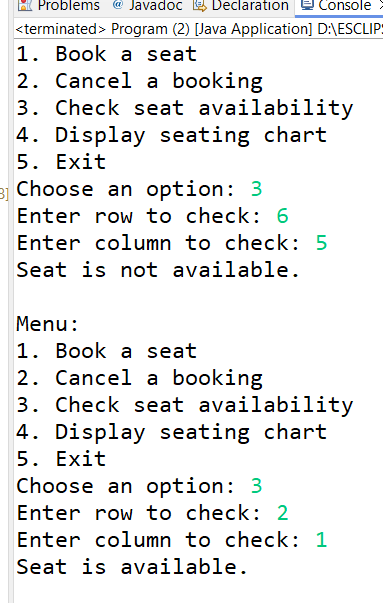 Problems @ Javadoc Declaration Console
<terminated> Program (2) [Java Application] D:\ESCLIPS
1. Book a seat
2. Cancel a booking
3. Check seat availability
4. Display seating chart
5. Exit
Choose an option: 3
Enter row to check: 6
Enter column to check: 5
Seat is not available.
Menu:
1. Book a seat
2. Cancel a booking
3. Check seat availability
4. Display seating chart
5. Exit
Choose an option: 3
Enter row to check: 2
Enter column to check: 1
Seat is available.